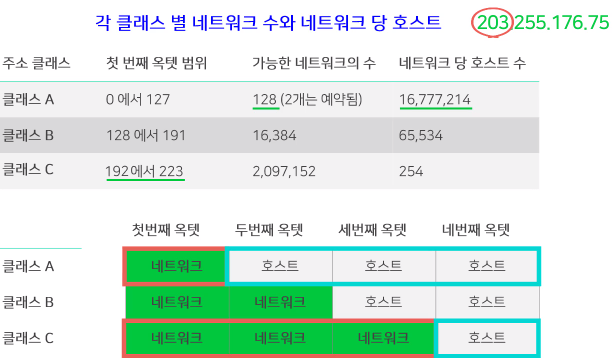 각 클래스 별 네트워크 수와 네트워크 당 호스트 203.255.176.75
주소 클래스 첫 번째 옥텟 범위 가능한 네트워크의 수 네트워크 당 호스트 수
클래스 A 0 에서 127 128 (2개는 예약됨) 16,777,214
클래스 B 128 에서 191 16,384 65,534
클래스 C 192에서 223 2,097,152 254
첫번째 옥텟 두번째 옥텟 세번째 옥텟 네번째 옥텟
클래스 A 네트워크 호스트 호스트 호스트
클래스 B 네트워크 네트워크 호스트 호스트
클래스 C 네트워크 네트워크 네트워크 호스트